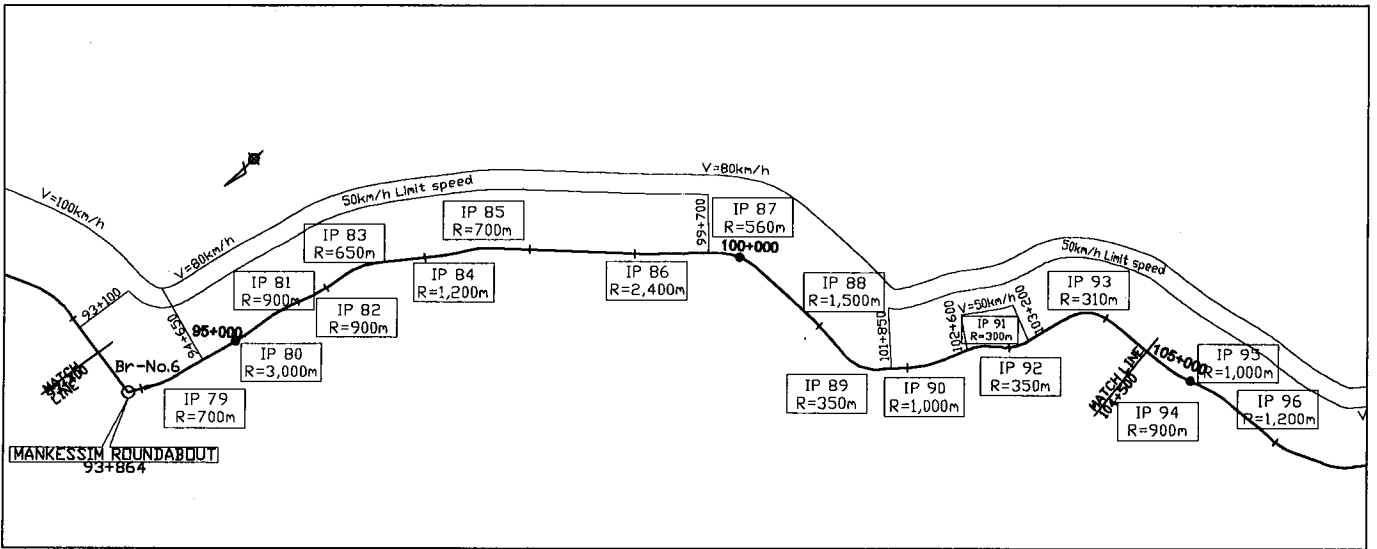 V=100km/h
V=80km/h
50km/h Limit speed
V=80km/h
93+100
94+650
95+000
Br-No.6
MATCH
LINE
MANKESSIM ROUNDABOUT
93+864
IP 79
R=700m
IP 80
R=3,000m
IP 81
R=900m
IP 82
R=900m
IP 83
R=650m
IP 84
R=1,200m
IP 85
R=700m
IP 86
R=2,400m
99+700
IP 87
R=560m
100+000
IP 88
R=1,500m
IP 89
R=350m
101+850
IP 90
R=1,000m
102+600
V=50km/h
IP 91
R=300m
103+200
IP 92
R=350m
IP 93
R=310m
50km/h Limit speed
MATCH LINE
104+500
105+000
IP 94
R=900m
IP 95
R=1,000m
IP 96
R=1,200m
V